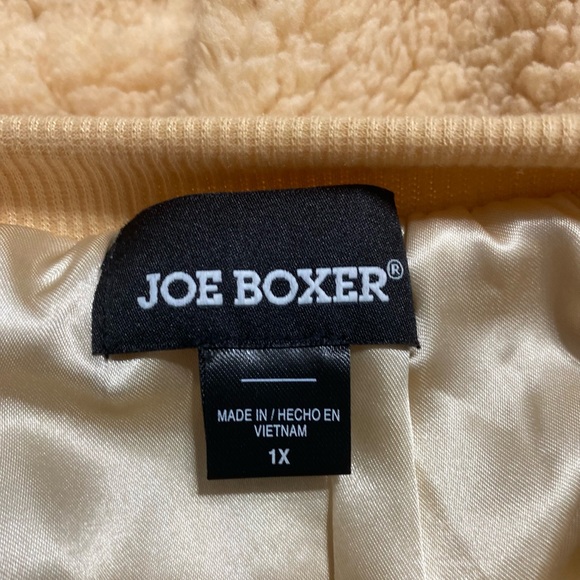 JOE BOXER®
MADE IN / HECHO EN
VIETNAM
1X